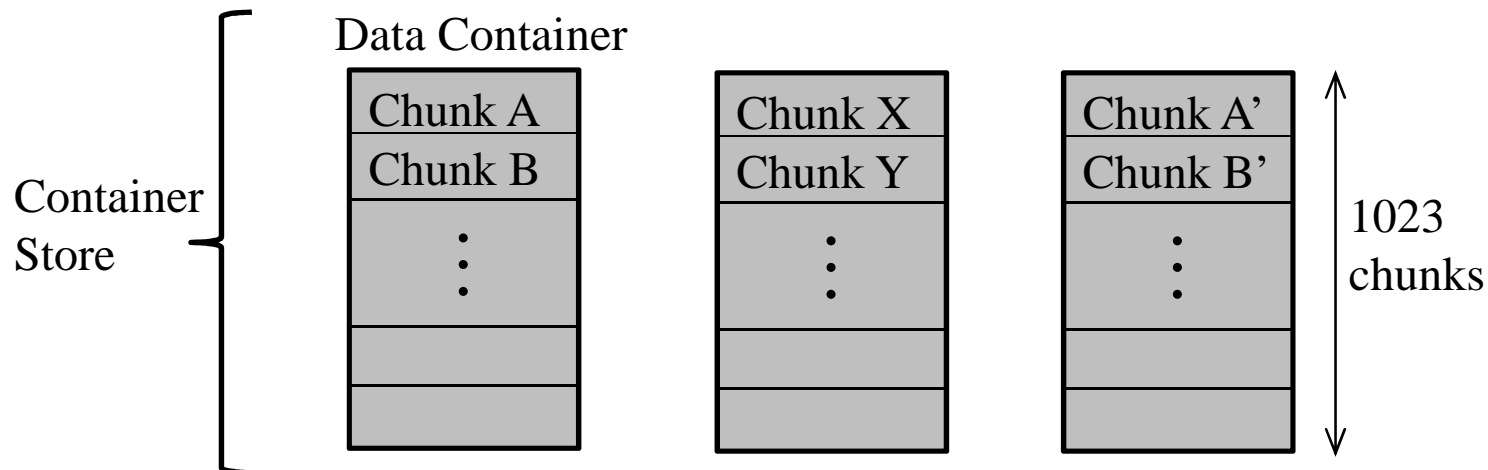 Data Container
Chunk A
Chunk B
Chunk X
Chunk Y
Chunk A’
Chunk B’
Container
Store
1023
chunks